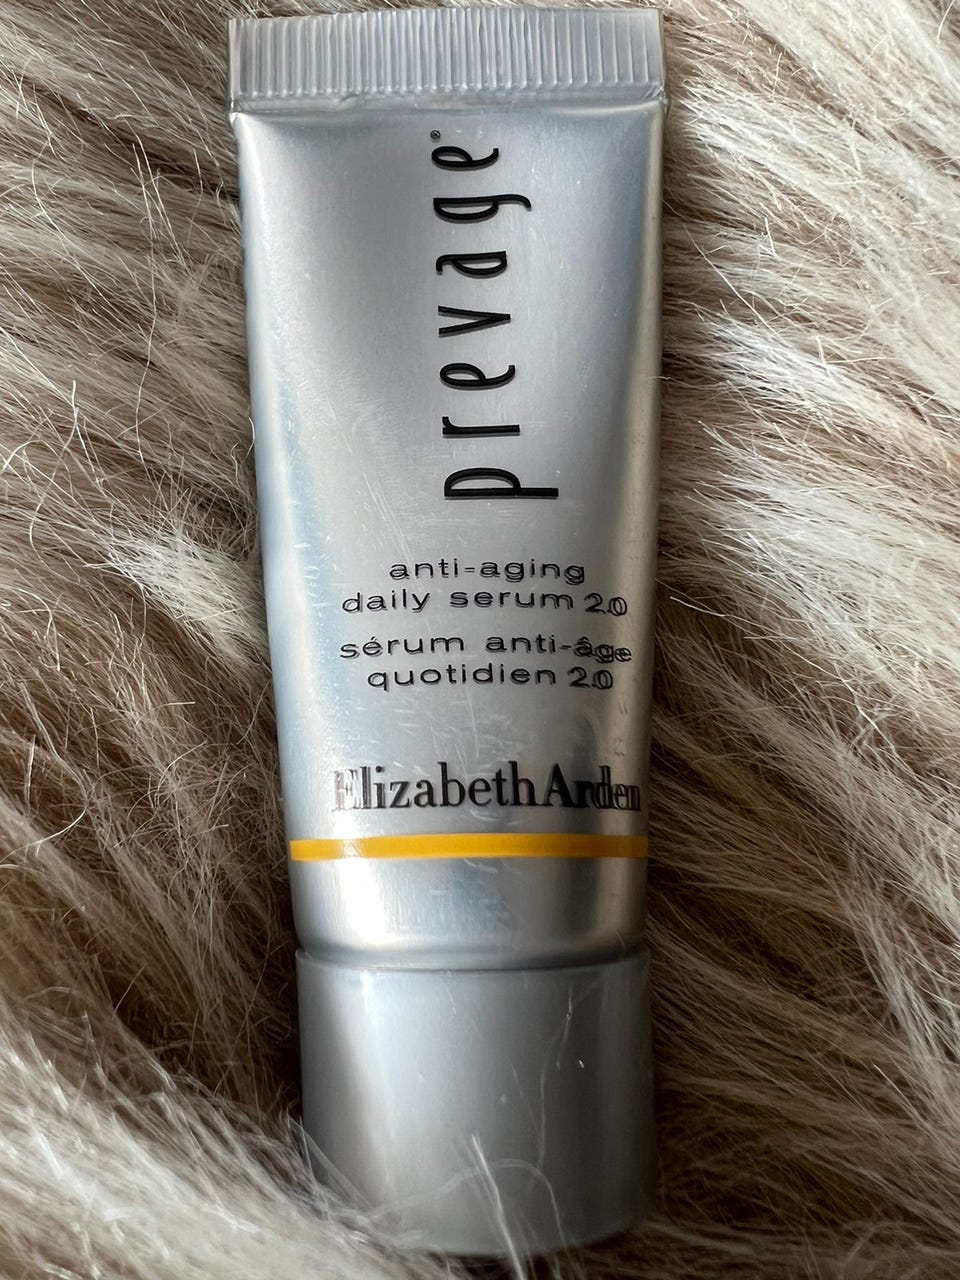 prevage®
anti-aging
daily serum 2.0
sérum anti-âge
quotidien 2.0
ElizabethArden